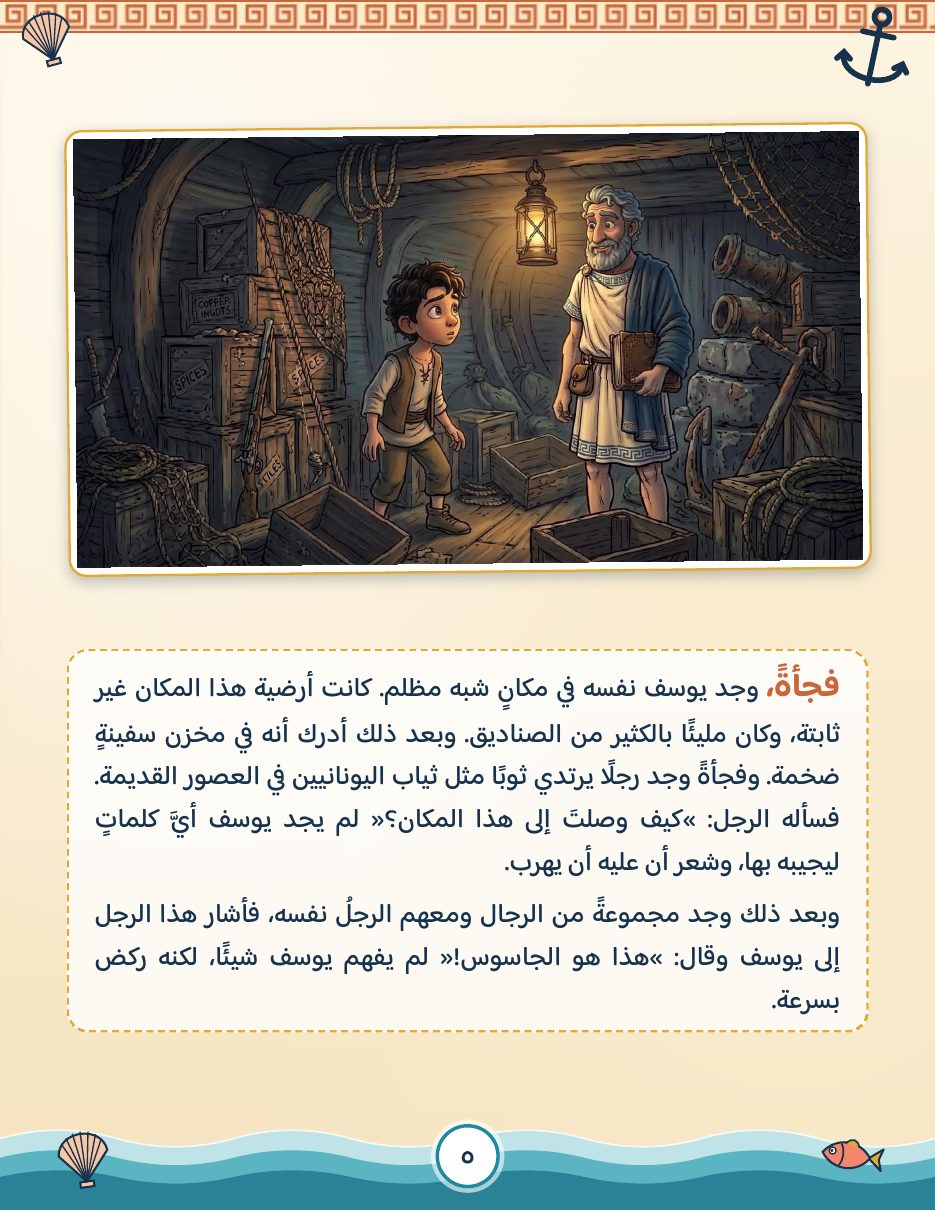 COPPER
INGOTS
SPICES
SPICES
فجأةً، وجد يوسف نفسه في مكانٍ شبه مظلم. كانت أرضية هذا المكان غير
ثابتة، وكان مليئًا بالكثير من الصناديق. وبعد ذلك أدرك أنه في مخزن سفينةٍ
ضخمة. وفجأةً وجد رجلًا يرتدي ثوبًا مثل ثياب اليونانيين في العصور القديمة.
فسأله الرجل: »كيف وصلتَ إلى هذا المكان؟« لم يجد يوسف أيَّ كلماتٍ
ليجيبه بها، وشعر أن عليه أن يهرب.
وبعد ذلك وجد مجموعةً من الرجال ومعهم الرجلُ نفسه، فأشار هذا الرجل
إلى يوسف وقال: »هذا هو الجاسوس!« لم يفهم يوسف شيئًا، لكنه ركض
بسرعة.
٥